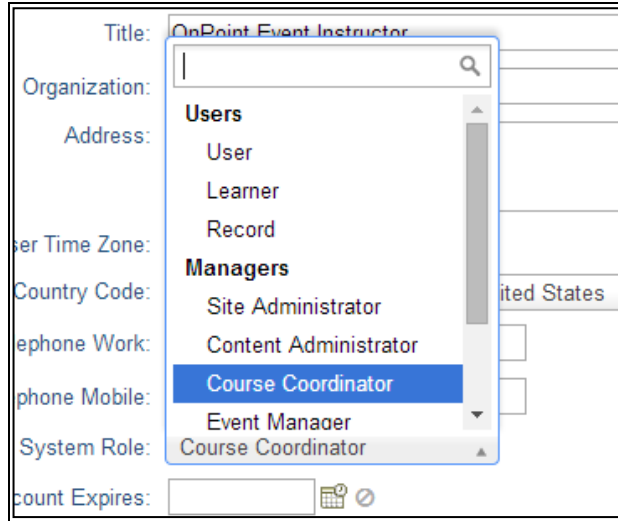 Title: OnPoint Event Instructor
Organization:
Users
Address:
User
Learner
Record
ser Time Zone:
Managers
Country Code:
Site Administrator
ited States
ephone Work:
Content Administrator
phone Mobile:
Course Coordinator
Event Manager
System Role: Course Coordinator
count Expires: